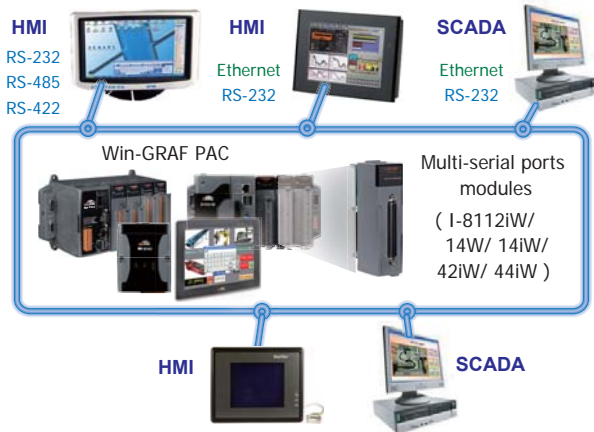 HMI
RS-232
RS-485
RS-422
HMI
Ethernet
RS-232
SCADA
Ethernet
RS-232
Win-GRAF PAC
Multi-serial ports
modules
( I-8112iW/
14W/ 14iW/
42iW/ 44iW )
HMI
SCADA